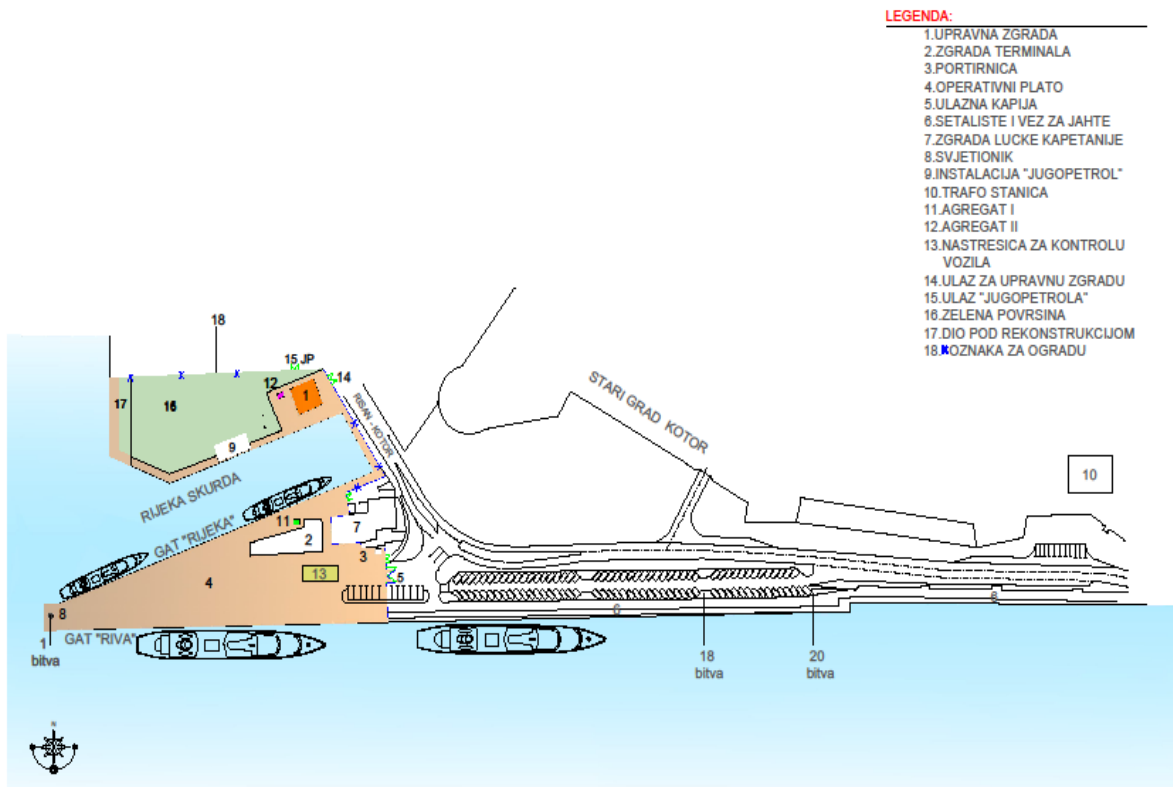 LEGENDA:
1.UPRAVNA ZGRADA
2.ZGRADA TERMINALA
3.PORTIRNICA
4.OPERATIVNI PLATO
5.ULAZNA KAPIJA
6.SETALISTE I VEZ ZA JAHTE
7.ZGRADA LUCKE KAPETANIJE
8.SVJETIONIK
9.INSTALACIJA "JUGOPETROL"
10.TRAFO STANICA
11.AGREGAT I
12.AGREGAT II
13.NASTRESICA ZA KONTROLU
VOZILA
14.ULAZ ZA UPRAVNU ZGRADU
15.ULAZ "JUGOPETROLA"
16.ZELENA POVRSINA
17.DIO POD REKONSTRUKCIJOM
18.OZNAKA ZA OGRADU
18
15 JP
14
12
1
17
16
9
RISAN - KOTOR
STARI GRAD KOTOR
10
RIJEKA SKURDA
GAT "RIJEKA"
11
2
7
3
13
5
4
6
6
8
GAT "RIVA"
1
bitva
18
bitva
20
bitva
N